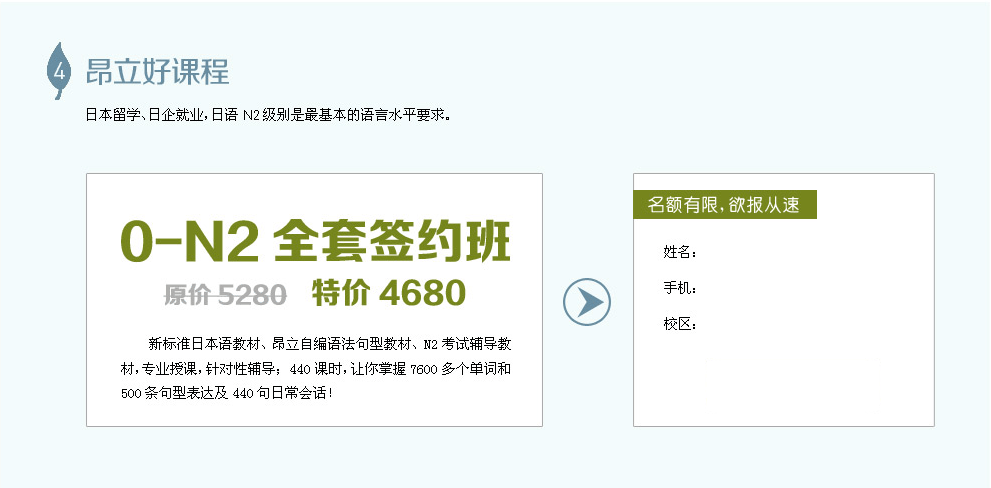 4 昂立好课程
日本留学、日企就业，日语 N2 级别是最基本的语言水平要求。
0-N2 全套签约班
原价 5280 特价 4680
新标准日本语教材、昂立自编语法句型教材、N2 考试辅导教
材，专业授课，针对性辅导；440 课时，让你掌握 7600 多个单词和
500 条句型表达及 440 句日常会话！
名额有限，欲报从速
姓名：
手机：
校区：